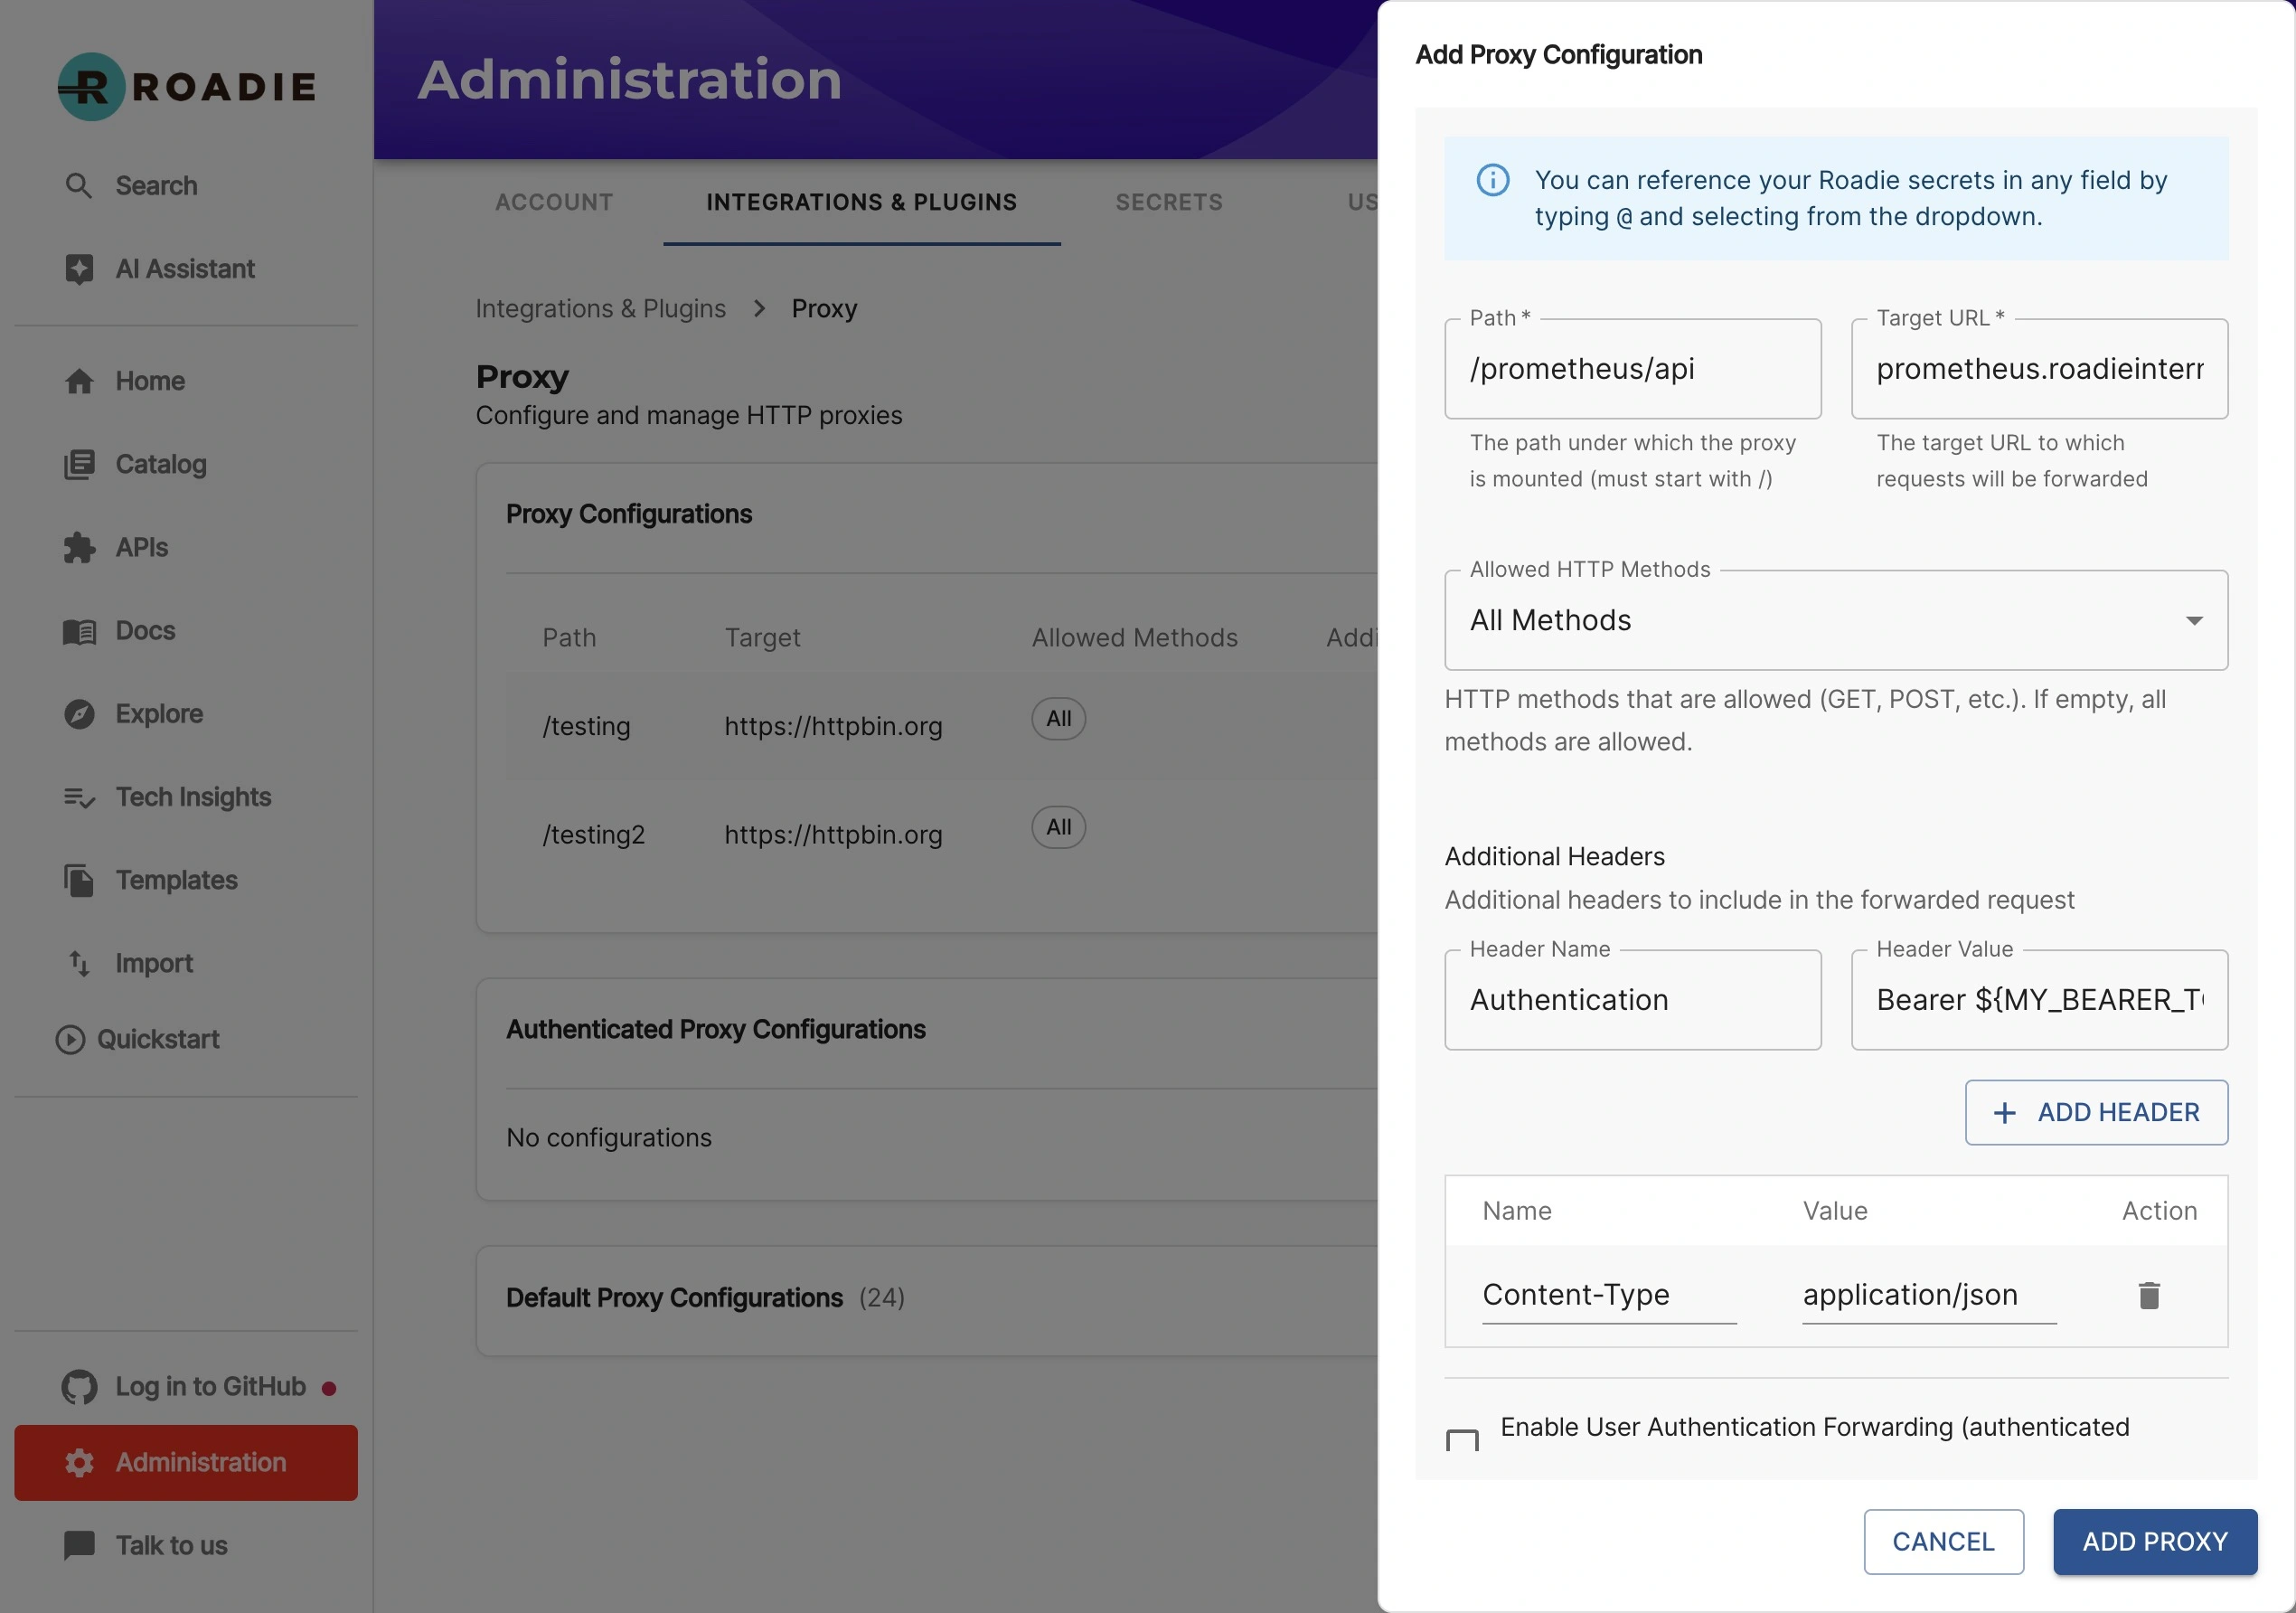 ROADIE
Search
AI Assistant
Home
Catalog
APIs
Docs
Explore
Tech Insights
Templates
Import
Quickstart
Log in to GitHub
Administration
Talk to us
Administration
ACCOUNT
INTEGRATIONS & PLUGINS
SECRETS
US
Integrations & Plugins > Proxy
Proxy
Configure and manage HTTP proxies
Proxy Configurations
Path Target Allowed Methods Addi
/testing https://httpbin.org All
/testing2 https://httpbin.org All
Authenticated Proxy Configurations
No configurations
Default Proxy Configurations (24)
Add Proxy Configuration
You can reference your Roadie secrets in any field by
typing @ and selecting from the dropdown.
Path *
/prometheus/api
The path under which the proxy
is mounted (must start with /)
Target URL *
prometheus.roadieinterr
The target URL to which
requests will be forwarded
Allowed HTTP Methods
All Methods
HTTP methods that are allowed (GET, POST, etc.). If empty, all
methods are allowed.
Additional Headers
Additional headers to include in the forwarded request
Header Name
Authentication
Header Value
Bearer ${MY_BEARER_T
+ ADD HEADER
Name Value Action
Content-Type application/json
Enable User Authentication Forwarding (authenticated
CANCEL
ADD PROXY